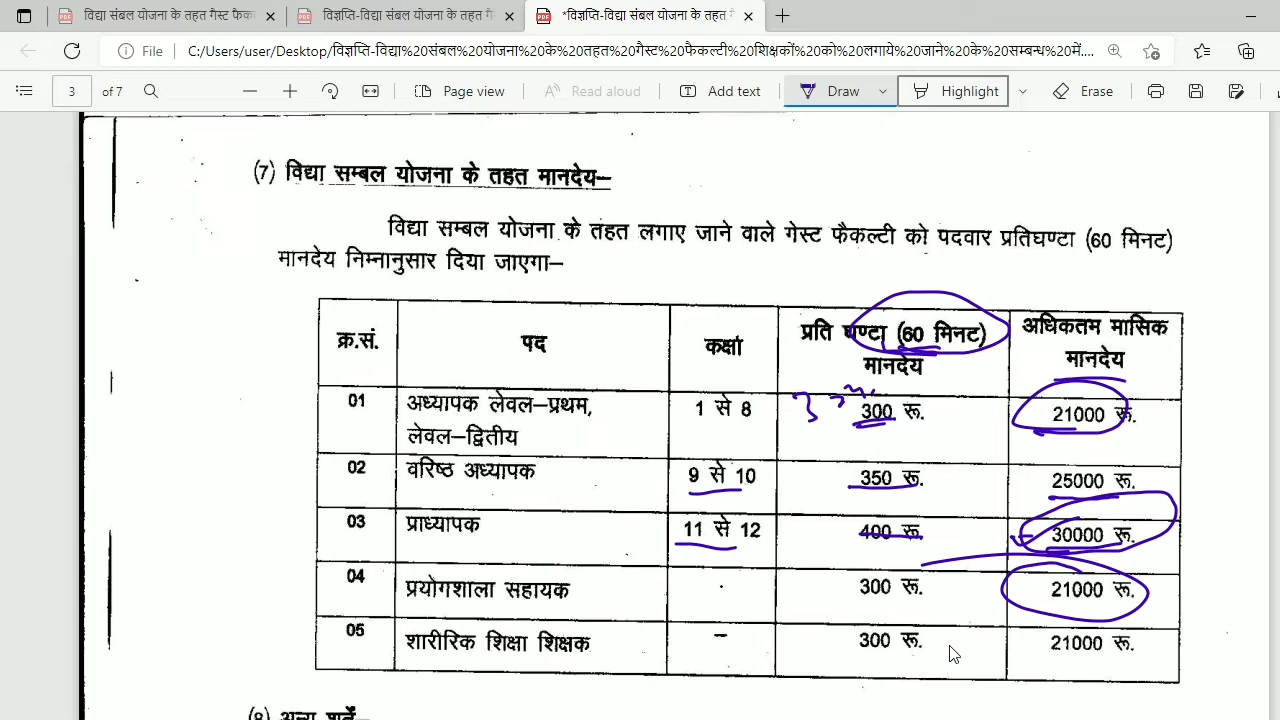 विज्ञप्ति-विद्या संबल योजना के तहत गेस्ट फैक
विज्ञप्ति-विद्या संबल योजना के तहत गे
*विज्ञप्ति-विद्या संबल योजना के तहत
File C:/Users/user/Desktop/विज्ञप्ति-विद्या%20संबल%20योजना%20के%20तहत%20गैस्ट%20फैकल्टी%20शिक्षकों%20को%20लगाये%20जाने%20के%20सम्बन्ध%20में....
3 of 7 Page view Read aloud Add text Draw Highlight Erase
(7) विद्या सम्बल योजना के तहत मानदेय–
विद्या सम्बल योजना के तहत लगाए जाने वाले गेस्ट फैकल्टी को पदवार प्रतिघण्टा (60 मिनट)
मानदेय निम्नानुसार दिया जाएगा–
क्र.सं. पद कक्षा प्रति घण्टा (60 मिनट) मानदेय अधिकतम मासिक मानदेय
01 अध्यापक लेवल–प्रथम, लेवल–द्वितीय 1 से 8 300 रू. 21000 रू.
02 वरिष्ठ अध्यापक 9 से 10 350 रू. 25000 रू.
03 प्राध्यापक 11 से 12 400 रू. 30000 रू.
04 प्रयोगशाला सहायक 300 रू. 21000 रू.
05 शारीरिक शिक्षा शिक्षक – 300 रू. 21000 रू.
(8) अन्य शर्तें–